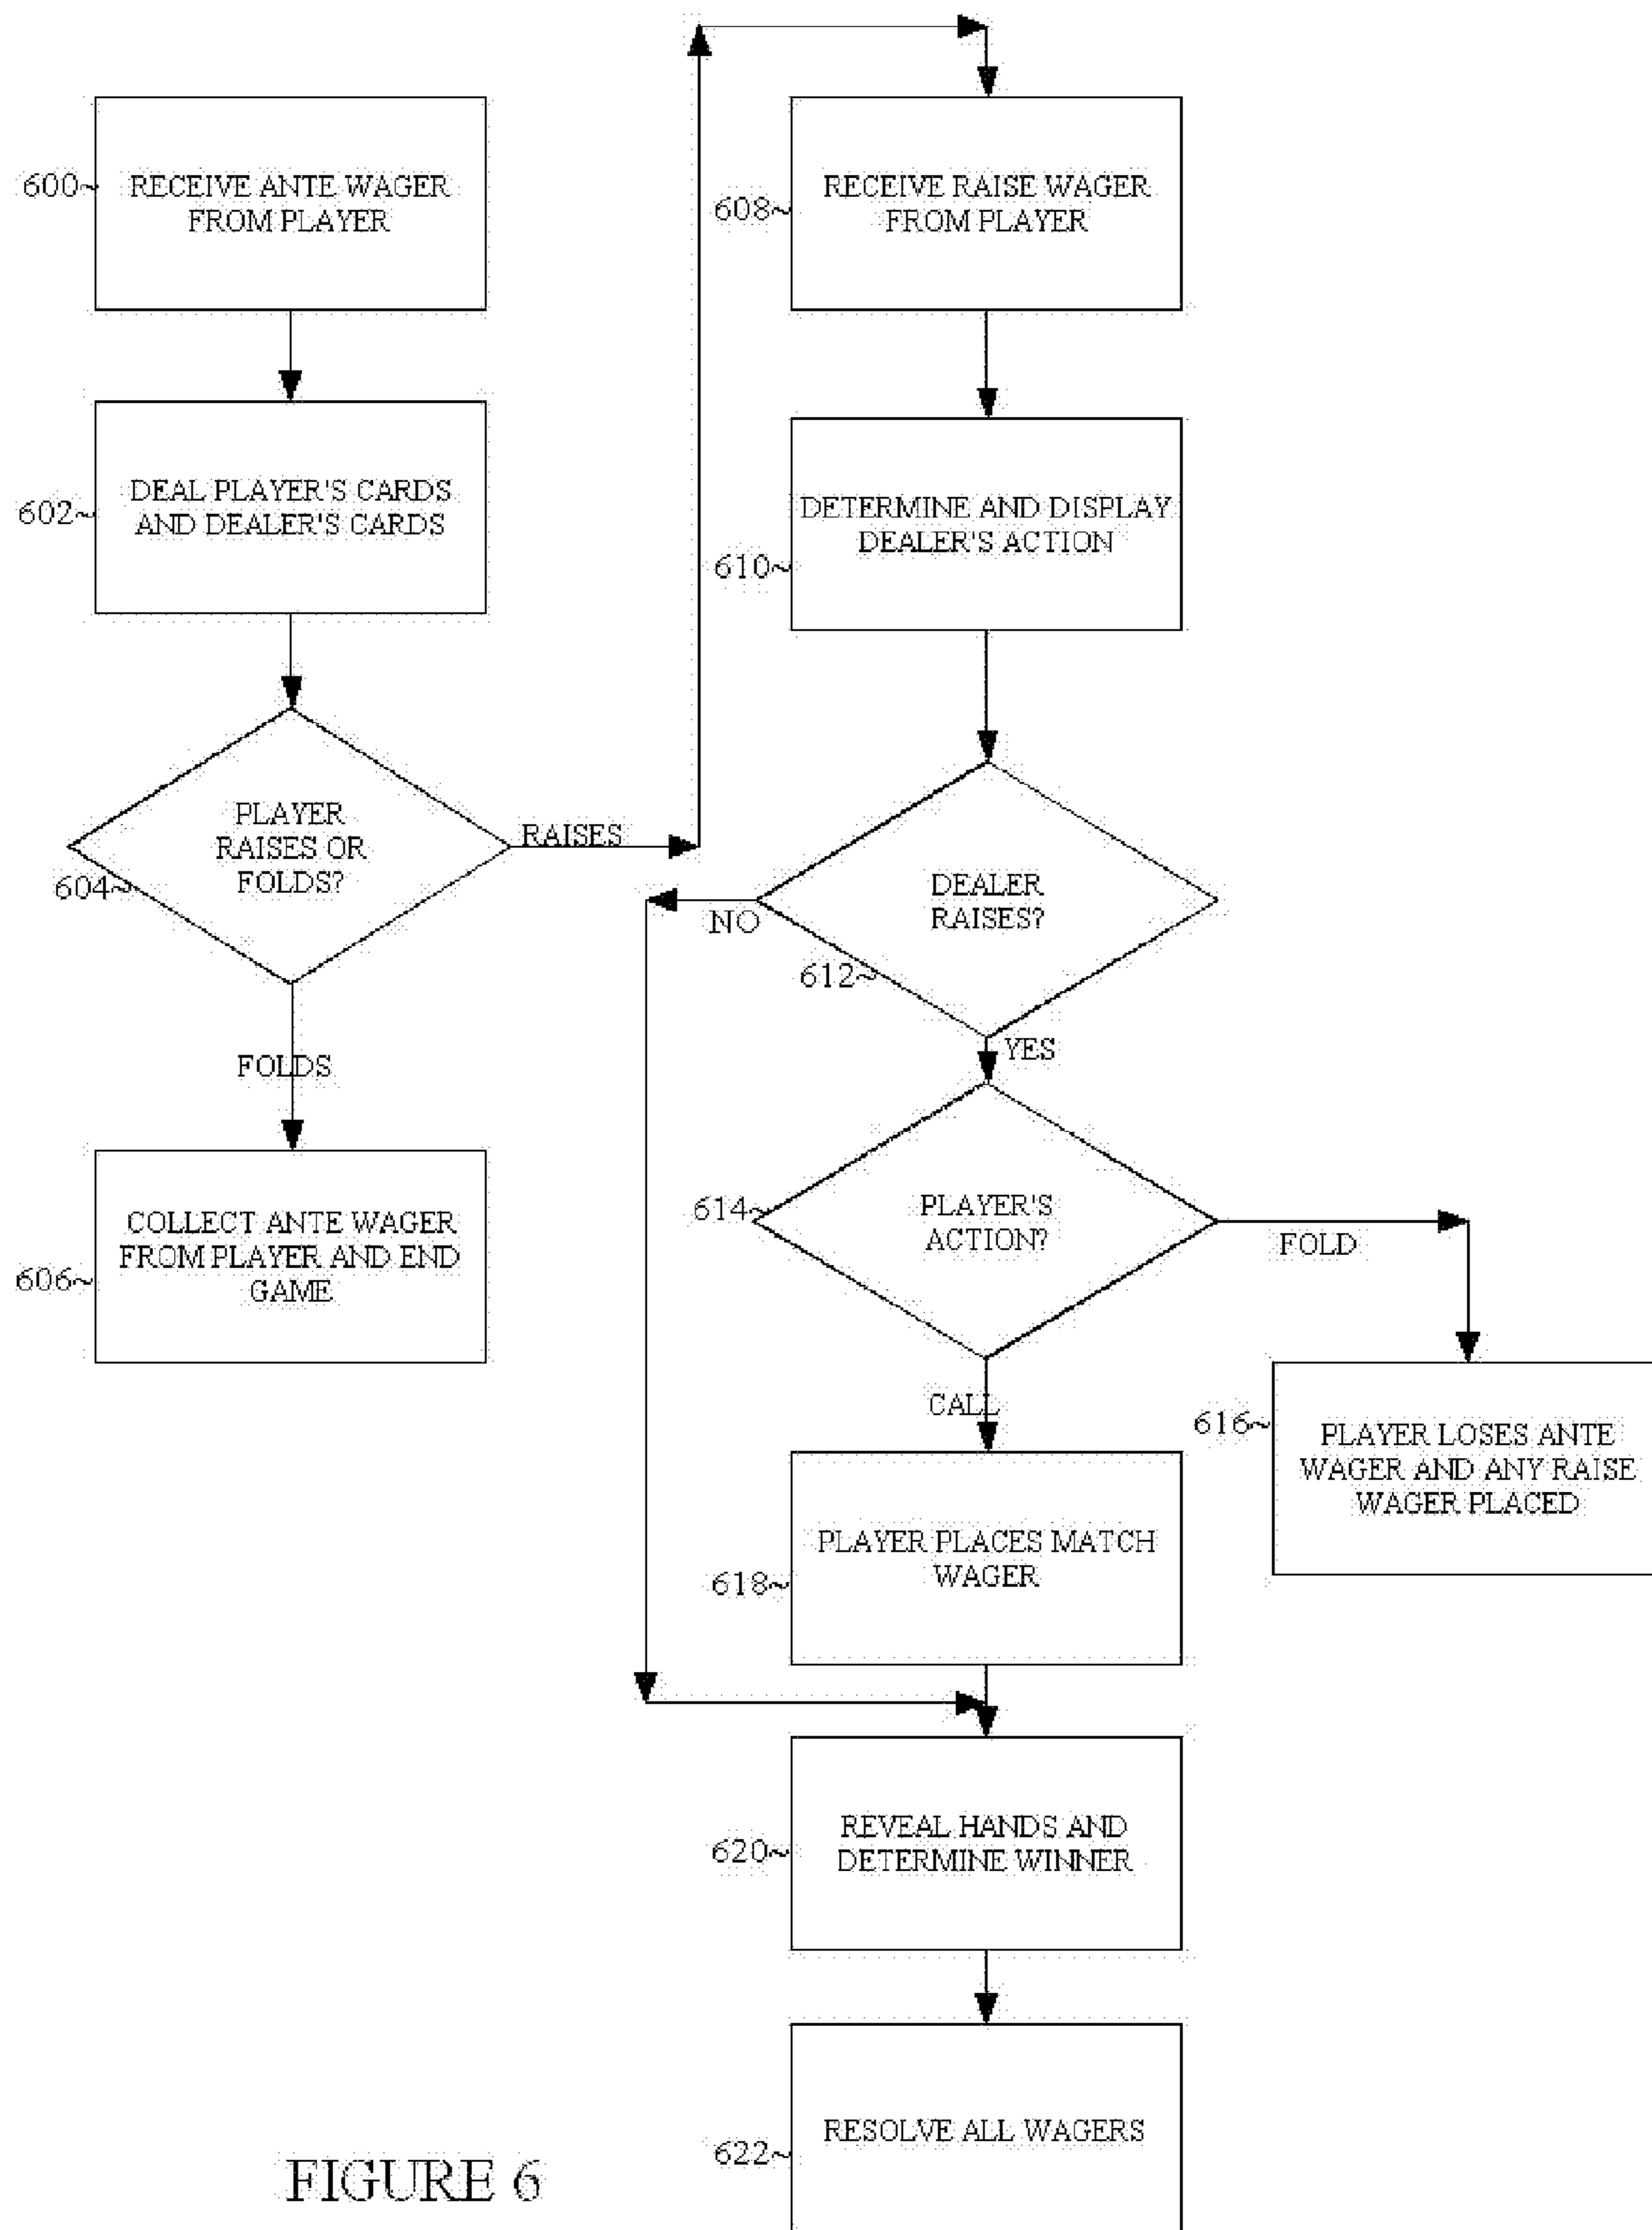 600~
RECEIVE ANTE WAGER
FROM PLAYER
602~
DEAL PLAYER'S CARDS
AND DEALER'S CARDS
604~
PLAYER
RAISES OR
FOLDS?
RAISES
FOLDS
606~
COLLECT ANTE WAGER
FROM PLAYER AND END
GAME
608~
RECEIVE RAISE WAGER
FROM PLAYER
610~
DETERMINE AND DISPLAY
DEALER'S ACTION
612~
DEALER
RAISES?
NO
YES
614~
PLAYER'S
ACTION?
FOLD
CALL
616~
PLAYER LOSES ANTE
WAGER AND ANY RAISE
WAGER PLACED
618~
PLAYER PLACES MATCH
WAGER
620~
REVEAL HANDS AND
DETERMINE WINNER
622~
RESOLVE ALL WAGERS
FIGURE 6